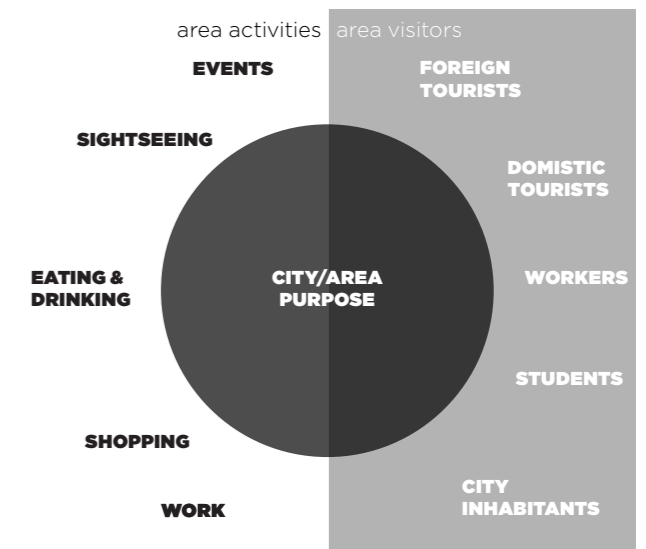 area activities area visitors
EVENTS
FOREIGN
TOURISTS
SIGHTSEEING
DOMISTIC
TOURISTS
EATING &
DRINKING
CITY/AREA
PURPOSE
WORKERS
STUDENTS
SHOPPING
CITY
INHABITANTS
WORK